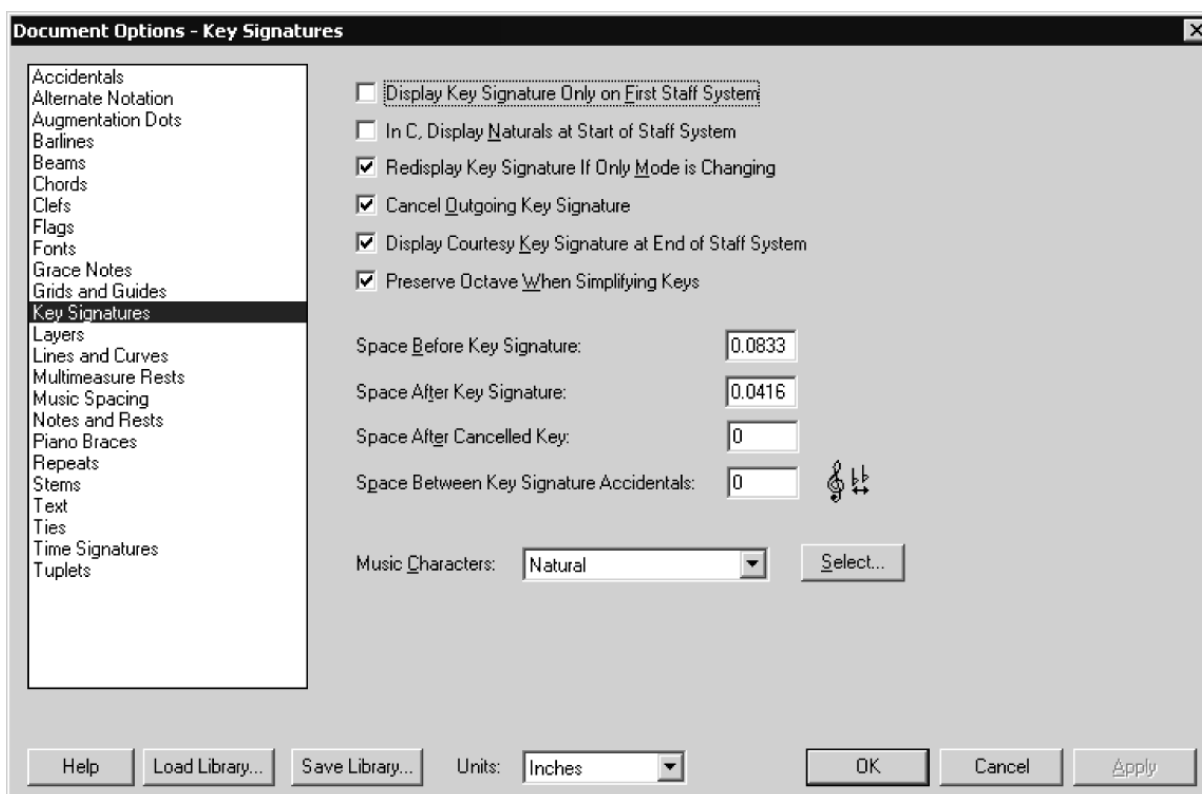 Document Options - Key Signatures
Accidentals
Alternate Notation
Augmentation Dots
Barlines
Beams
Chords
Clefs
Flags
Fonts
Grace Notes
Grids and Guides
Key Signatures
Layers
Lines and Curves
Multimeasure Rests
Music Spacing
Notes and Rests
Piano Braces
Repeats
Stems
Text
Ties
Time Signatures
Tuplets
Display Key Signature Only on First Staff System
In C, Display Naturals at Start of Staff System
Redisplay Key Signature If Only Mode is Changing
Cancel Outgoing Key Signature
Display Courtesy Key Signature at End of Staff System
Preserve Octave When Simplifying Keys
Space Before Key Signature: 0.0833
Space After Key Signature: 0.0416
Space After Cancelled Key: 0
Space Between Key Signature Accidentals: 0
Music Characters: Natural Select...
Help Load Library... Save Library... Units: Inches OK Cancel Apply